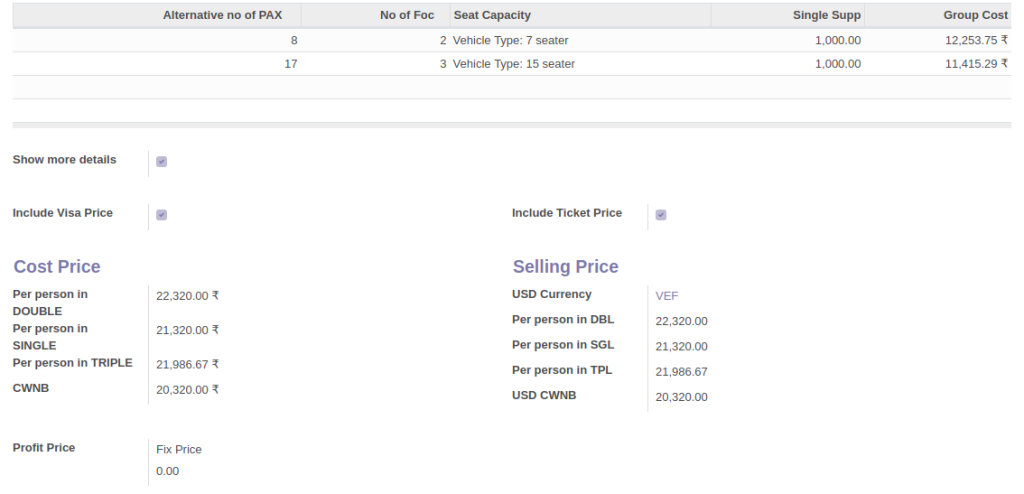 Alternative no of PAX No of Foc Seat Capacity Single Supp Group Cost
8 2 Vehicle Type: 7 seater 1,000.00 12,253.75 ₹
17 3 Vehicle Type: 15 seater 1,000.00 11,415.29 ₹
Show more details
Include Visa Price Include Ticket Price
Cost Price Selling Price
Per person in DOUBLE 22,320.00 ₹ USD Currency VEF
Per person in SINGLE 21,320.00 ₹ Per person in DBL 22,320.00
Per person in TRIPLE 21,986.67 ₹ Per person in SGL 21,320.00
CWNB 20,320.00 ₹ Per person in TPL 21,986.67
USD CWNB 20,320.00
Profit Price Fix Price
0.00